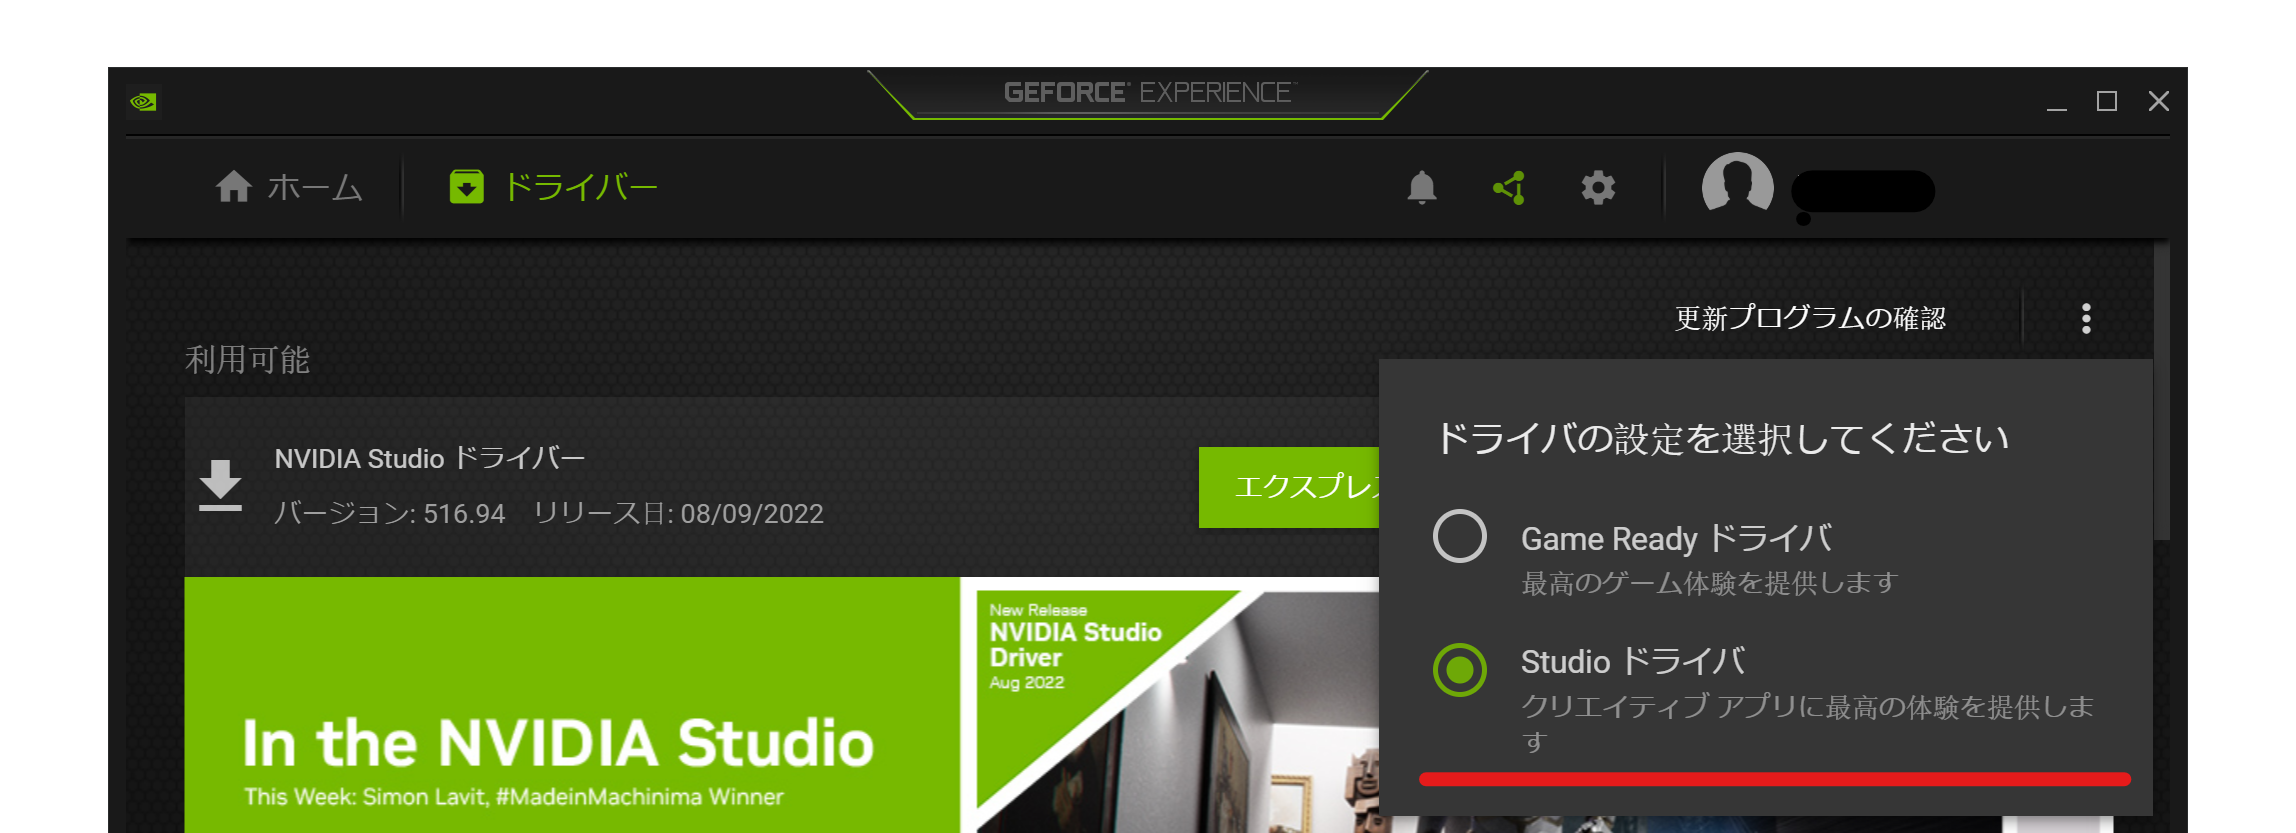 GEFORCE EXPERIENCE
ホーム
ドライバー
更新プログラムの確認
利用可能
ドライバの設定を選択してください
NVIDIA Studio ドライバー
エクスプレス
バージョン: 516.94 リリース日: 08/09/2022
Game Ready ドライバ
最高のゲーム体験を提供します
Studio ドライバ
クリエイティブ アプリに最高の体験を提供しま
す
New Release
NVIDIA Studio
Driver
Aug 2022
In the NVIDIA Studio
This Week: Simon Lavit, #MadeinMachinima Winner